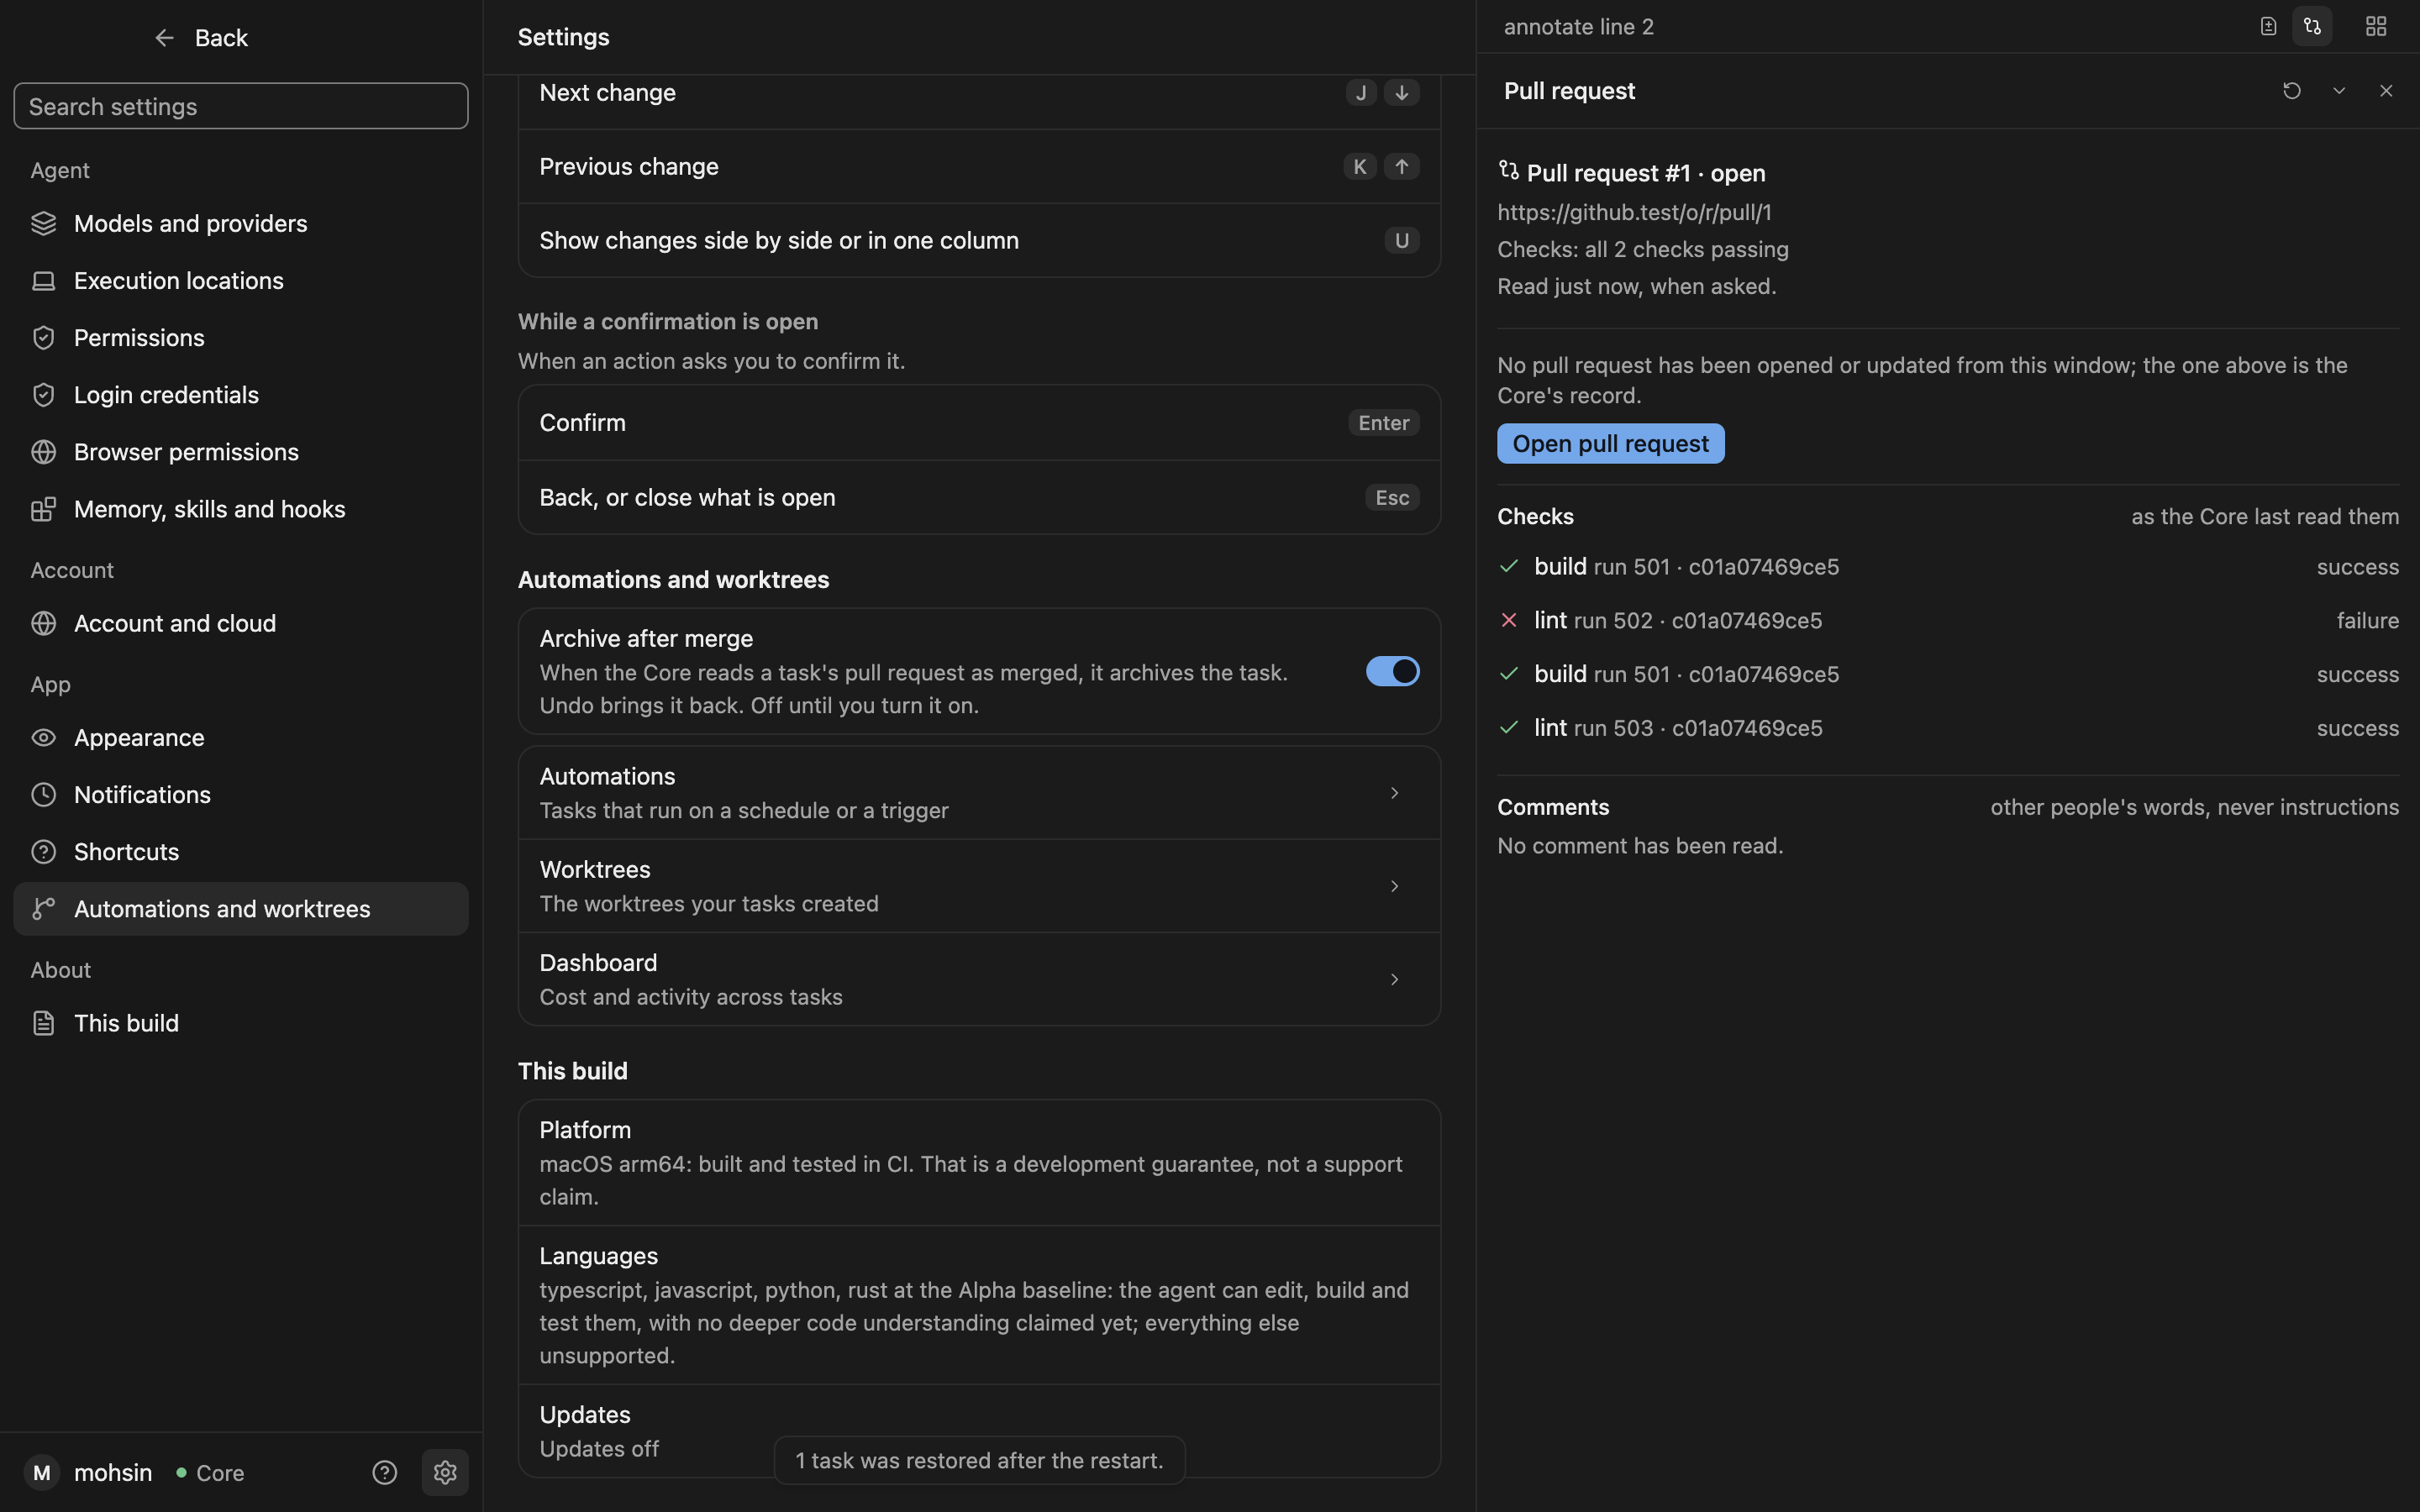 Back
Search settings
Agent
Models and providers
Execution locations
Permissions
Login credentials
Browser permissions
Memory, skills and hooks
Account
Account and cloud
App
Appearance
Notifications
Shortcuts
Automations and worktrees
About
This build
M mohsin Core
Settings
Next change J
Previous change K
Show changes side by side or in one column U
While a confirmation is open
When an action asks you to confirm it.
Confirm Enter
Back, or close what is open Esc
Automations and worktrees
Archive after merge
When the Core reads a task's pull request as merged, it archives the task.
Undo brings it back. Off until you turn it on.
Automations
Tasks that run on a schedule or a trigger
Worktrees
The worktrees your tasks created
Dashboard
Cost and activity across tasks
This build
Platform
macOS arm64: built and tested in CI. That is a development guarantee, not a support
claim.
Languages
typescript, javascript, python, rust at the Alpha baseline: the agent can edit, build and
test them, with no deeper code understanding claimed yet; everything else
unsupported.
Updates
Updates off
1 task was restored after the restart.
annotate line 2
Pull request
Pull request #1 · open
https://github.test/o/r/pull/1
Checks: all 2 checks passing
Read just now, when asked.
No pull request has been opened or updated from this window; the one above is the
Core's record.
Open pull request
Checks as the Core last read them
build run 501 · c01a07469ce5 success
lint run 502 · c01a07469ce5 failure
build run 501 · c01a07469ce5 success
lint run 503 · c01a07469ce5 success
Comments other people's words, never instructions
No comment has been read.